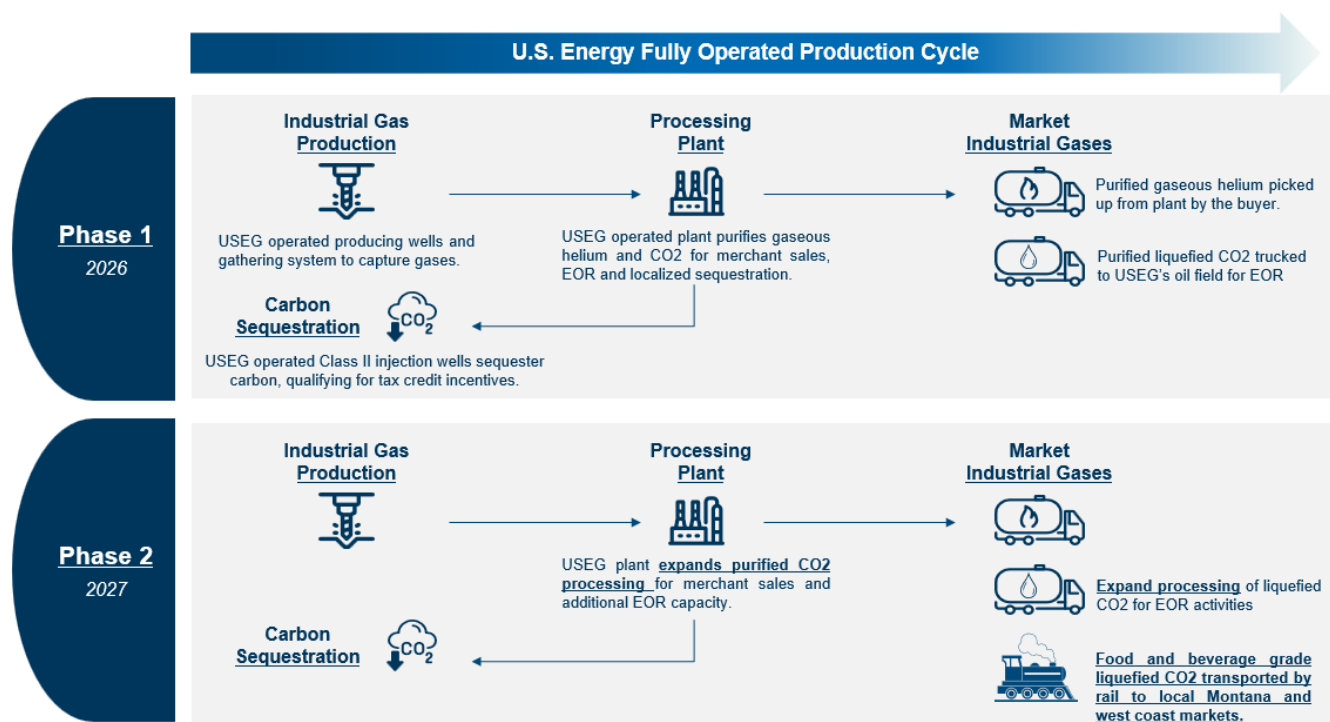 U.S. Energy Fully Operated Production Cycle
Phase 1
2026
Industrial Gas
Production
USEG operated producing wells and
gathering system to capture gases.
Processing
Plant
USEG operated plant purifies gaseous
helium and CO2 for merchant sales,
EOR and localized sequestration.
Market
Industrial Gases
Purified gaseous helium picked
up from plant by the buyer.
Purified liquefied CO2 trucked
to USEG's oil field for EOR
Carbon
Sequestration
CO2
USEG operated Class II injection wells sequester
carbon, qualifying for tax credit incentives.
Phase 2
2027
Industrial Gas
Production
Processing
Plant
USEG plant expands purified CO2
processing for merchant sales and
additional EOR capacity.
Market
Industrial Gases
Expand processing of liquefied
CO2 for EOR activities
Food and beverage grade
liquefied CO2 transported by
rail to local Montana and
west coast markets.
Carbon
Sequestration
CO2